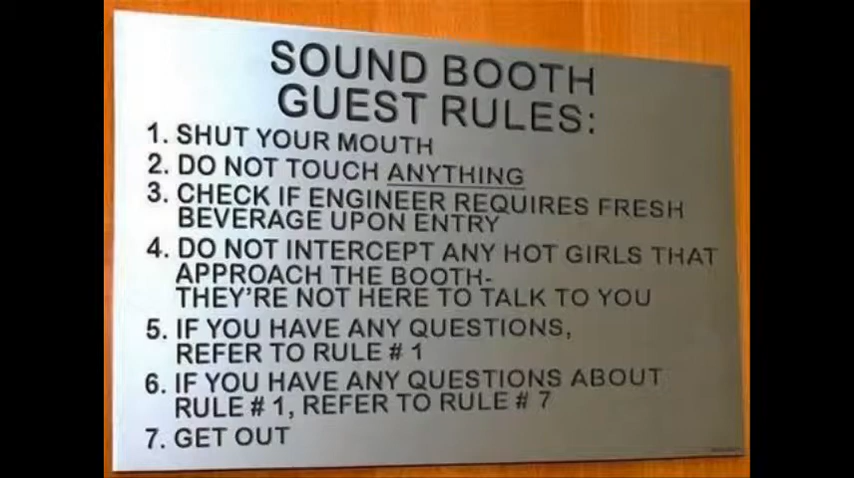 SOUND BOOTH
GUEST RULES:
1. SHUT YOUR MOUTH
2. DO NOT TOUCH ANYTHING
3. CHECK IF ENGINEER REQUIRES FRESH
BEVERAGE UPON ENTRY
4. DO NOT INTERCEPT ANY HOT GIRLS THAT
APPROACH THE BOOTH-
THEY'RE NOT HERE TO TALK TO YOU
5. IF YOU HAVE ANY QUESTIONS,
REFER TO RULE # 1
6. IF YOU HAVE ANY QUESTIONS ABOUT
RULE # 1, REFER TO RULE # 7
7. GET OUT